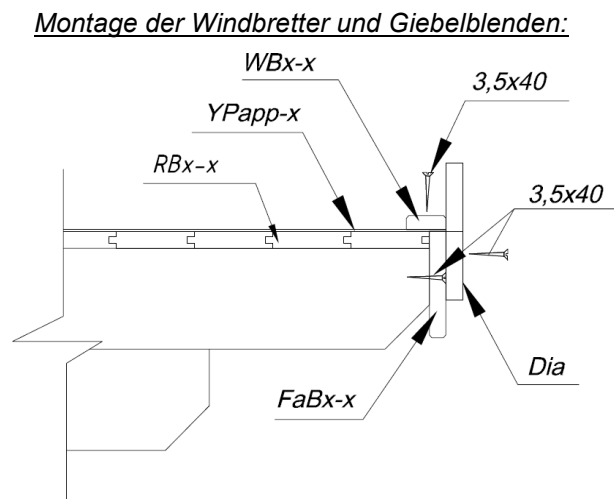 Montage der Windbretter und Giebelblenden:
WBx-x
3,5x40
YPapp-x
RBx-x
3,5x40
Dia
FaBx-x